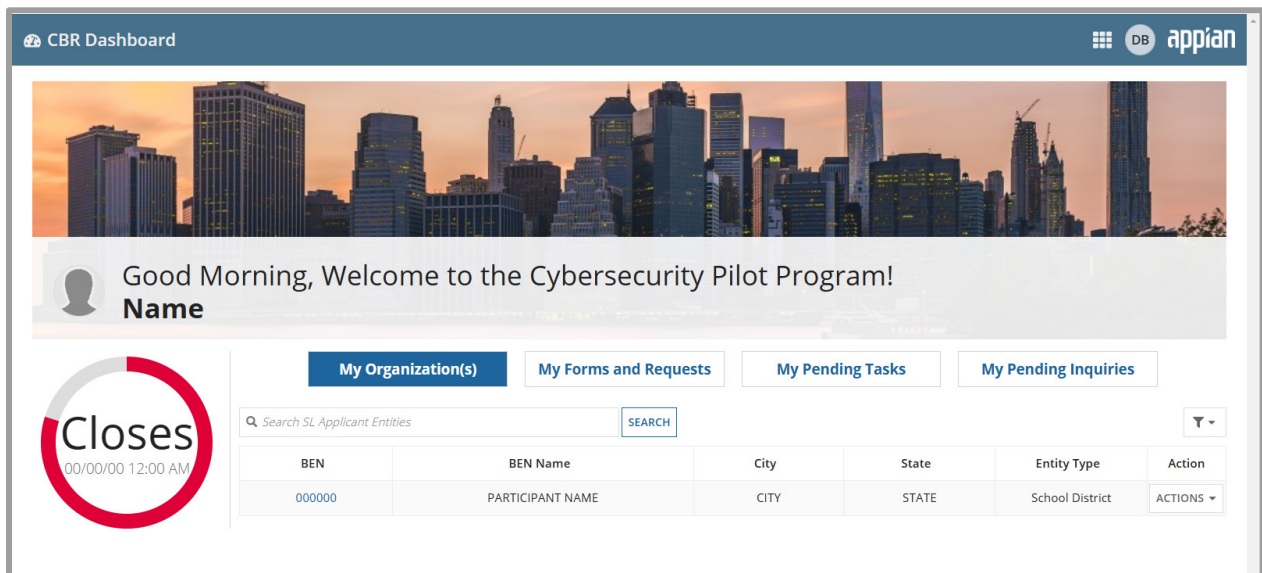 CBR Dashboard DB appian
Good Morning, Welcome to the Cybersecurity Pilot Program!
Name
My Organization(s) My Forms and Requests My Pending Tasks My Pending Inquiries
Closes
00/00/00 12:00 AM
Search SL Applicant Entities SEARCH
BEN BEN Name City State Entity Type Action
000000 PARTICIPANT NAME CITY STATE School District ACTIONS